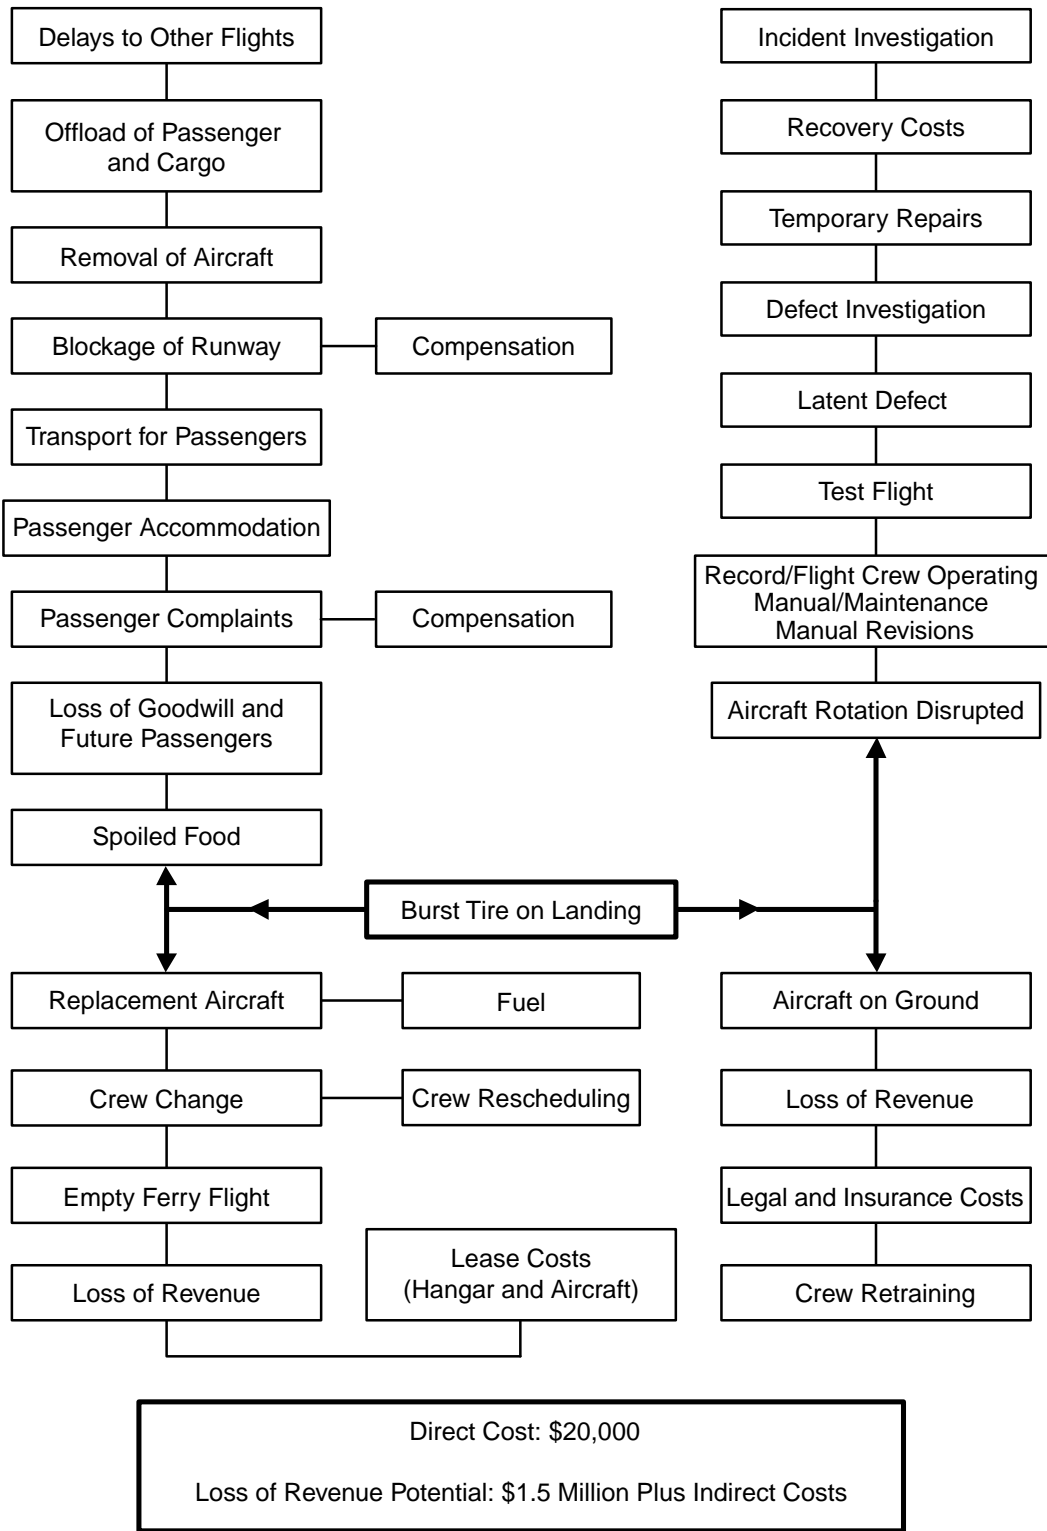 Delays to Other Flights
Offload of Passenger
and Cargo
Removal of Aircraft
Blockage of Runway
Compensation
Transport for Passengers
Passenger Accommodation
Passenger Complaints
Compensation
Loss of Goodwill and
Future Passengers
Spoiled Food
Incident Investigation
Recovery Costs
Temporary Repairs
Defect Investigation
Latent Defect
Test Flight
Record/Flight Crew Operating
Manual/Maintenance
Manual Revisions
Aircraft Rotation Disrupted
Burst Tire on Landing
Replacement Aircraft
Fuel
Crew Change
Crew Rescheduling
Empty Ferry Flight
Loss of Revenue
Lease Costs
(Hangar and Aircraft)
Aircraft on Ground
Loss of Revenue
Legal and Insurance Costs
Crew Retraining
Direct Cost: $20,000
Loss of Revenue Potential: $1.5 Million Plus Indirect Costs